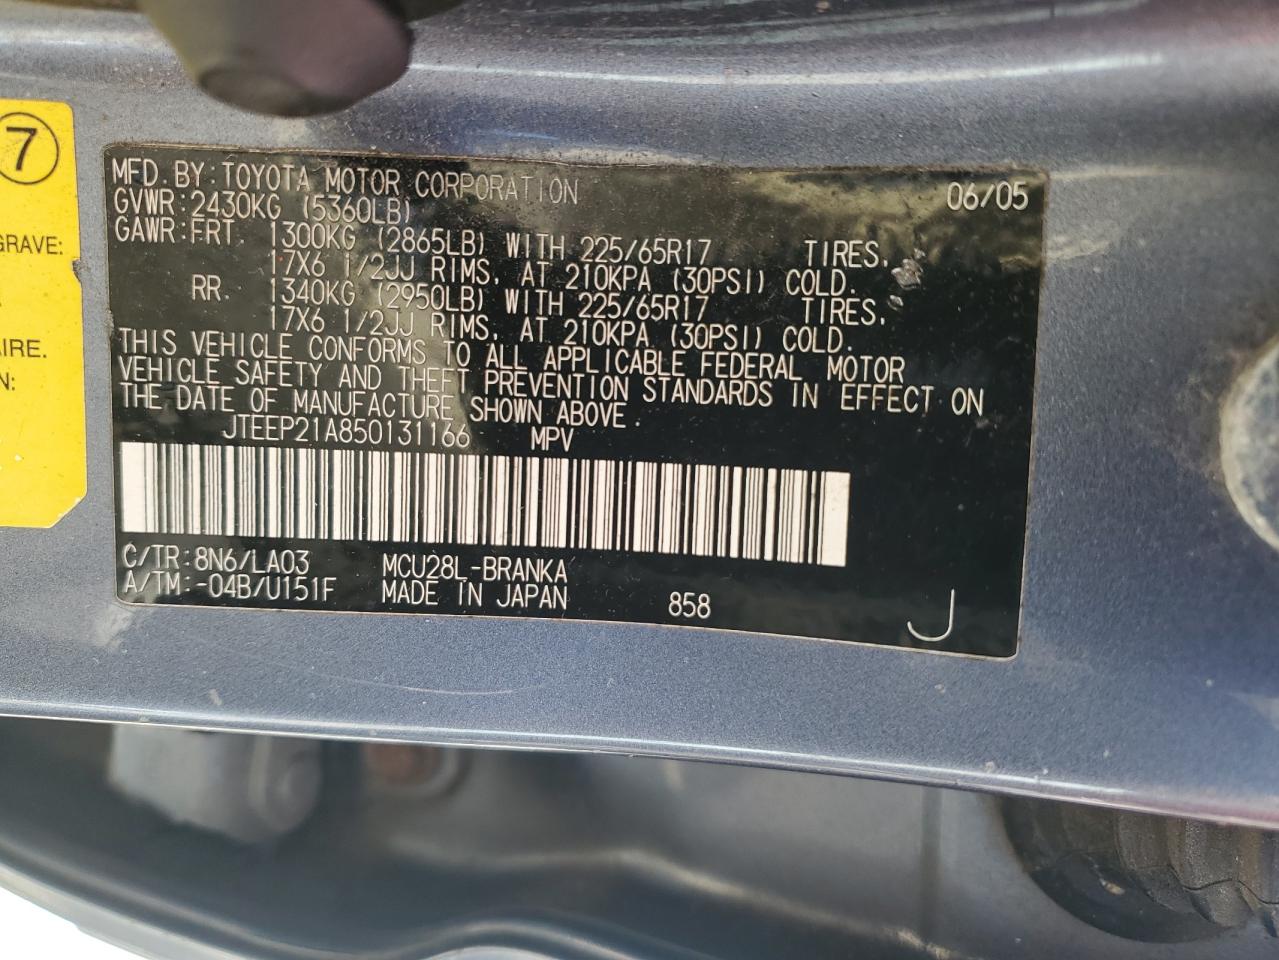 7
GRAVE:
AIRE.
N:
MFD. BY: TOYOTA MOTOR CORPORATION 06/05
GVWR: 2430KG (5360LB)
GAWR: FRT. 1300KG (2865LB) WITH 225/65R17 TIRES,
17X6 1/2JJ RIMS, AT 210KPA (30PSI) COLD.
RR. 1340KG (2950LB) WITH 225/65R17 TIRES,
17X6 1/2JJ RIMS, AT 210KPA (30PSI) COLD.
THIS VEHICLE CONFORMS TO ALL APPLICABLE FEDERAL MOTOR
VEHICLE SAFETY AND THEFT PREVENTION STANDARDS IN EFFECT ON
THE DATE OF MANUFACTURE SHOWN ABOVE.
JTEEP21A850131166 MPV
C/TR: 8N6/LA03 MCU28L-BRANKA
A/TM: -04B/U151F MADE IN JAPAN 858 J